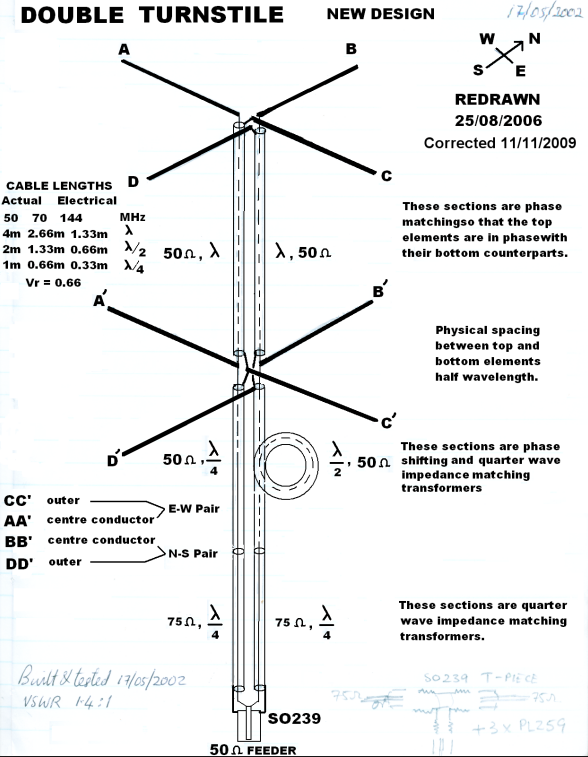 DOUBLE TURNSTILE NEW DESIGN 17/05/2002
W N
S E
REDRAWN
25/08/2006
Corrected 11/11/2009
A B
D C
CABLE LENGTHS
Actual Electrical
50 70 144 MHz
4m 2.66m 1.33m λ
2m 1.33m 0.66m λ/2
1m 0.66m 0.33m λ/4
Vr = 0.66
50Ω, λ
λ, 50Ω
These sections are phase
matchingso that the top
elements are in phasewith
their bottom counterparts.
A' B'
Physical spacing
between top and
bottom elements
half wavelength.
D' C'
50Ω, λ/4
λ/2, 50Ω
These sections are phase
shifting and quarter wave
impedance matching
transformers
CC' outer
AA' centre conductor
E-W Pair
BB' centre conductor
DD' outer
N-S Pair
75Ω, λ/4
75Ω, λ/4
These sections are quarter
wave impedance matching
transformers.
Built & tested 17/05/2002
VSWR 1.4:1
SO239
50Ω FEEDER
SO239 T-PIECE
75Ω 75Ω
+3x PL259